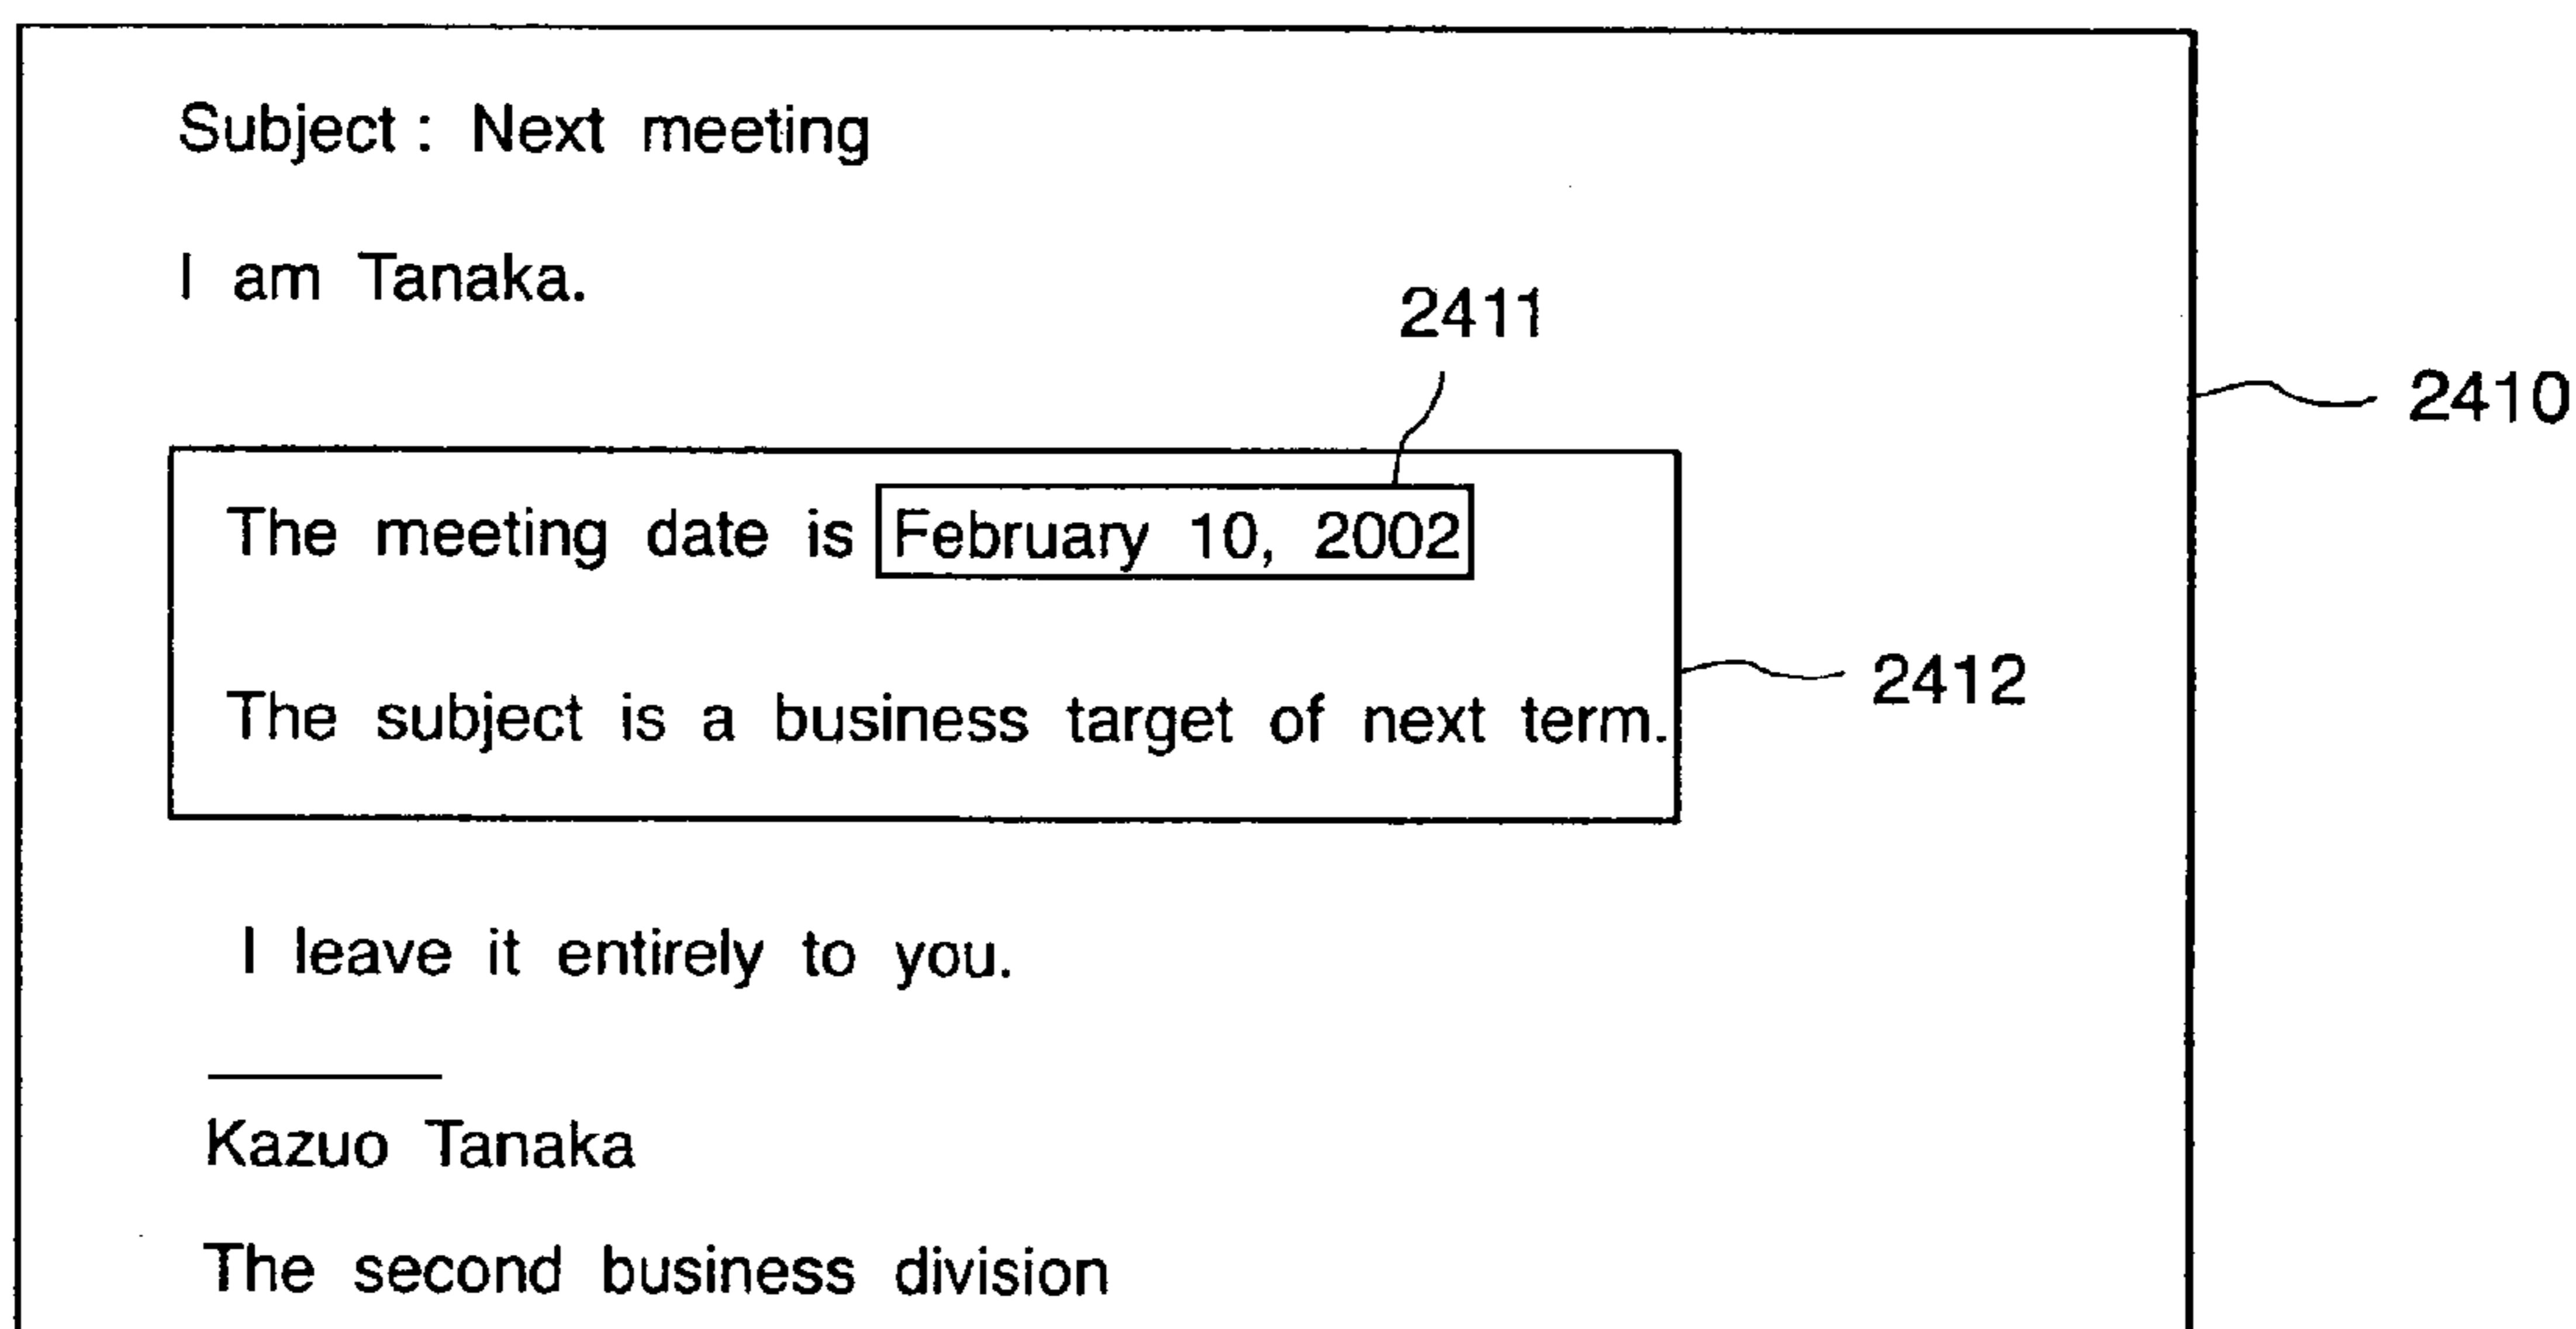 Subject : Next meeting
I am Tanaka.
2411
2410
The meeting date is February 10, 2002
2412
The subject is a business target of next term.
I leave it entirely to you.
Kazuo Tanaka
The second business division